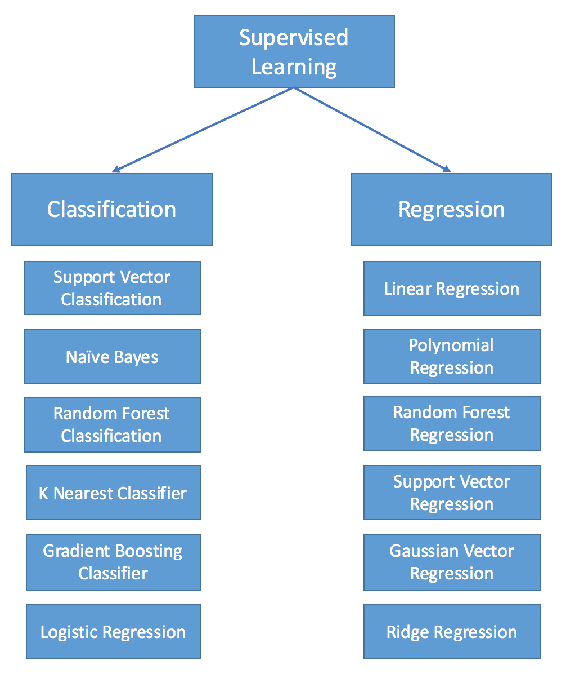 Supervised
Learning
Classification
Regression
Support Vector
Classification
Linear Regression
Naïve Bayes
Polynomial
Regression
Random Forest
Classification
Random Forest
Regression
K Nearest Classifier
Support Vector
Regression
Gradient Boosting
Classifier
Gaussian Vector
Regression
Logistic Regression
Ridge Regression